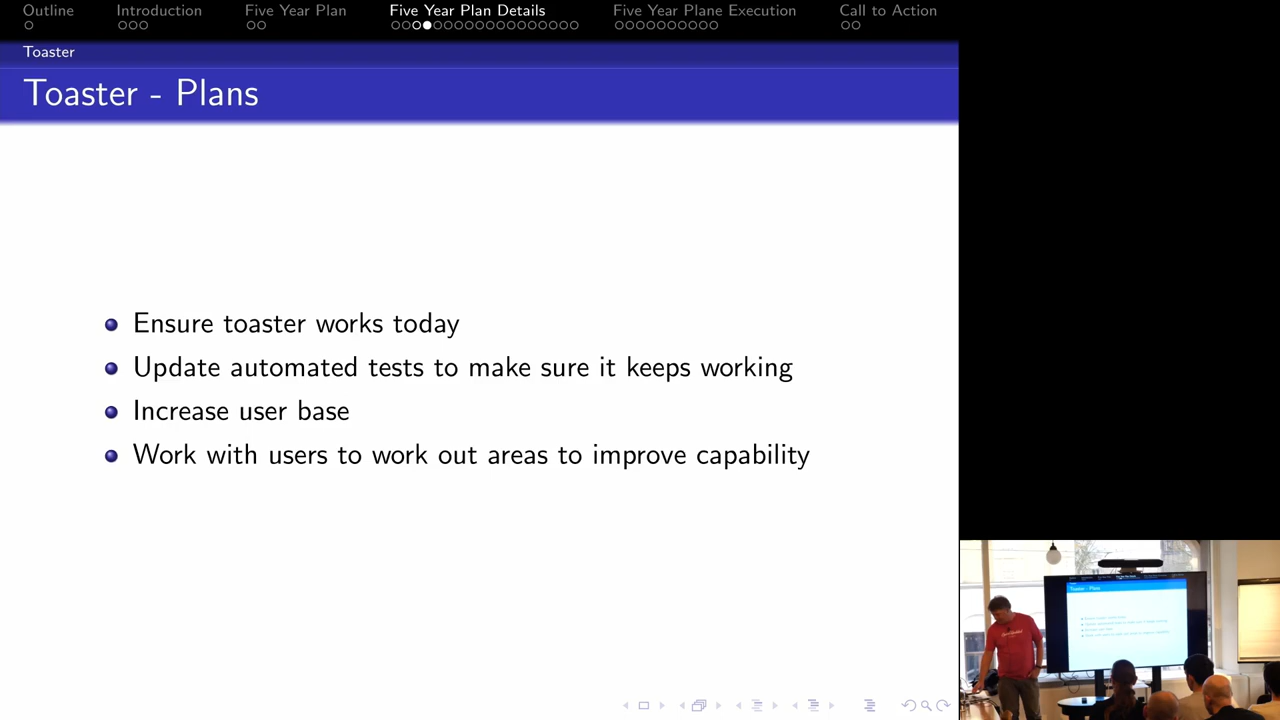 Outline
Introduction
Five Year Plan
Five Year Plan Details
Five Year Plane Execution
Call to Action
Toaster
Toaster - Plans
Ensure toaster works today
Update automated tests to make sure it keeps working
Increase user base
Work with users to work out areas to improve capability
Toaster - Plans